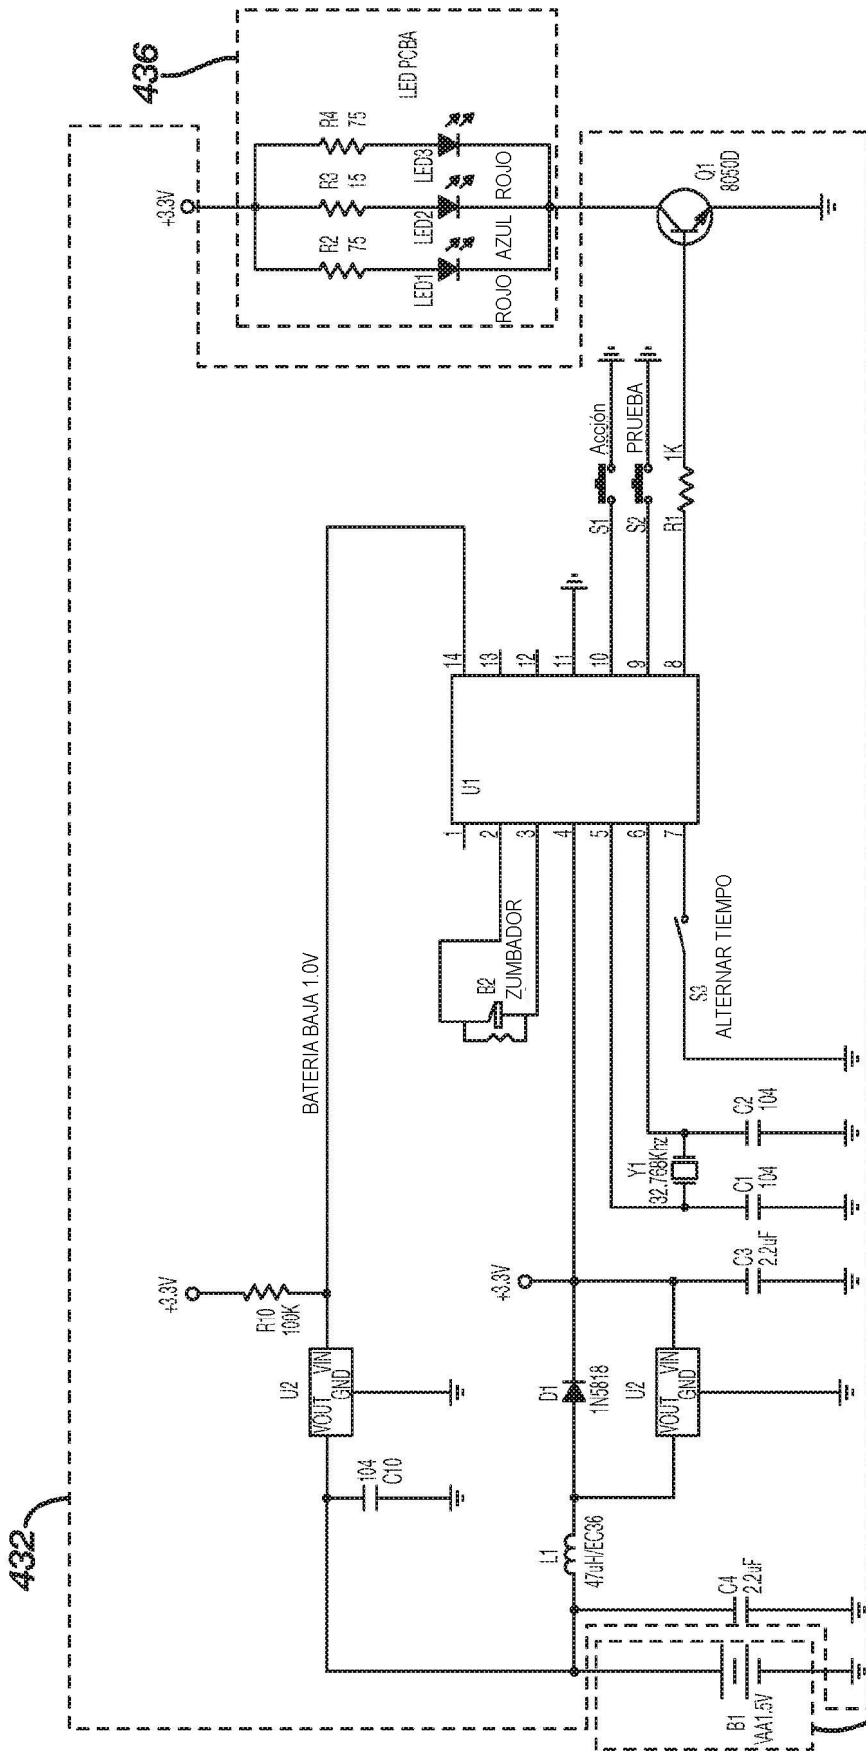 432
436
LED PCBA
+3.3V
R2
75
R3
15
R4
75
LED1
LED2
LED3
ROJO
AZUL
ROJO
Q1
8050D
BATERIA BAJA 1.0V
+3.3V
R10
100K
U2
VOUT
VIN
GND
104
C10
U1
1
2
3
4
5
6
7
14
13
12
11
10
9
8
B2
ZUMBADOR
S1
Acción
S2
PRUEBA
R1
1K
S3
ALTERNAR TIEMPO
Y1
32.768Khz
C1
104
C2
104
+3.3V
C3
2.2uF
D1
1N5818
U2
VOUT
VIN
GND
L1
47uH/EC36
C4
2.2uF
B1
1.5V